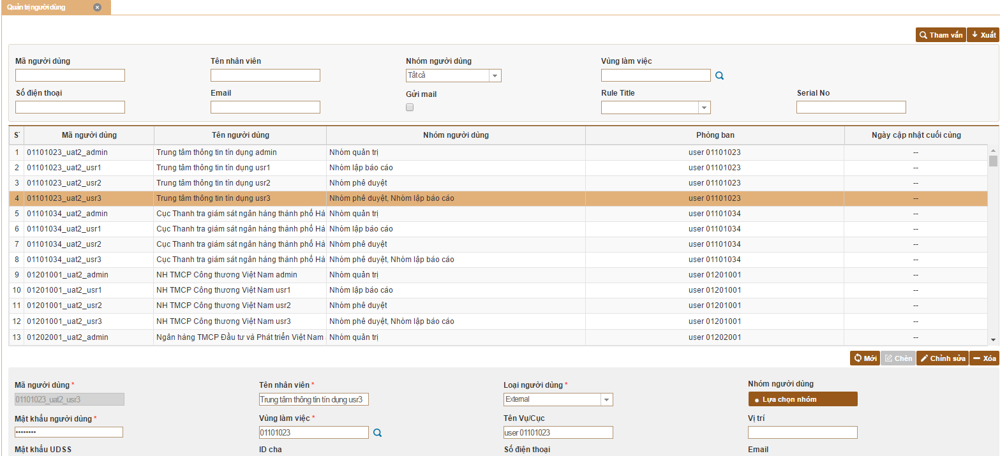 Quản trị người dùng
Tham vấn Xuất
Mã người dùng Tên nhân viên Nhóm người dùng Vùng làm việc
Tất cả
Số điện thoại Email Gửi mail Rule Title Serial No
Mã người dùng Tên người dùng Nhóm người dùng Phòng ban Ngày cập nhật cuối cùng
1 01101023_uat2_admin Trung tâm thông tin tín dụng admin Nhóm quản trị user 01101023 --
2 01101023_uat2_usr1 Trung tâm thông tin tín dụng usr1 Nhóm lập báo cáo user 01101023 --
3 01101023_uat2_usr2 Trung tâm thông tin tín dụng usr2 Nhóm phê duyệt user 01101023 --
4 01101023_uat2_usr3 Trung tâm thông tin tín dụng usr3 Nhóm phê duyệt, Nhóm lập báo cáo user 01101023 --
5 01101034_uat2_admin Cục Thanh tra giám sát ngân hàng thành phố Hà Nhóm quản trị user 01101034 --
6 01101034_uat2_usr1 Cục Thanh tra giám sát ngân hàng thành phố Hà Nhóm lập báo cáo user 01101034 --
7 01101034_uat2_usr2 Cục Thanh tra giám sát ngân hàng thành phố Hà Nhóm phê duyệt user 01101034 --
8 01101034_uat2_usr3 Cục Thanh tra giám sát ngân hàng thành phố Hà Nhóm phê duyệt, Nhóm lập báo cáo user 01101034 --
9 01201001_uat2_admin NH TMCP Công thương Việt Nam admin Nhóm quản trị user 01201001 --
10 01201001_uat2_usr1 NH TMCP Công thương Việt Nam usr1 Nhóm lập báo cáo user 01201001 --
11 01201001_uat2_usr2 NH TMCP Công thương Việt Nam usr2 Nhóm phê duyệt user 01201001 --
12 01201001_uat2_usr3 NH TMCP Công thương Việt Nam usr3 Nhóm phê duyệt, Nhóm lập báo cáo user 01201001 --
13 01202001_uat2_admin Ngân hàng TMCP Đầu tư và Phát triển Việt Nam Nhóm quản trị user 01202001 --
Mới Chèn Chỉnh sửa Xóa
Mã người dùng * Tên nhân viên * Loại người dùng * Nhóm người dùng
01101023_uat2_usr3 Trung tâm thông tin tín dụng usr3 External Lựa chọn nhóm
Mật khẩu người dùng * Vùng làm việc * Tên Vụ/Cục Vị trí
•••••••• 01101023 user 01101023
Mật khẩu UDSS ID cha Số điện thoại Email